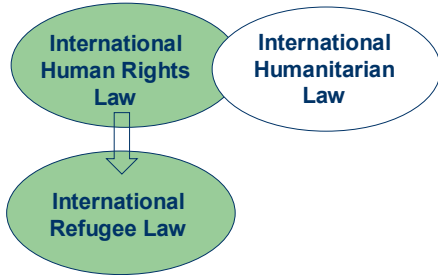 International
Human Rights
Law
International
Humanitarian
Law
International
Refugee Law